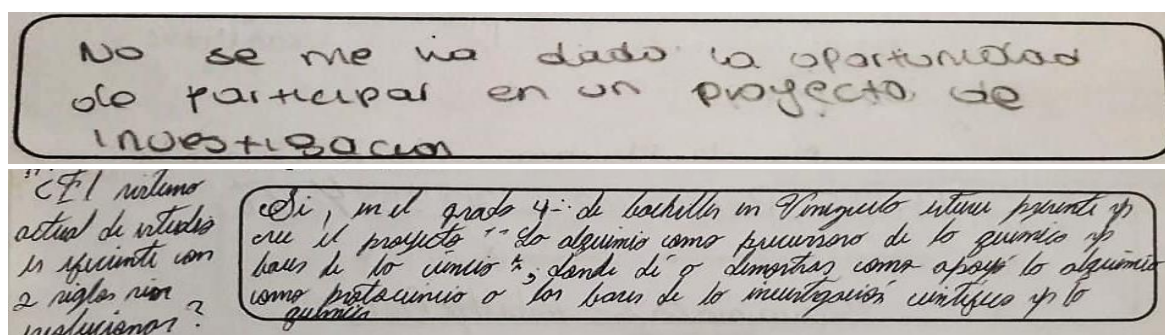 No se me ha dado la oportunidad
de participar en un proyecto de
investigacion
"¿El sistema
actual de estudio
es eficiente con
2 siglos sin
evolucionar?
Si, en el grado 4- de bachiller en Venezuela estuve presente y
cree el proyecto "La alquimia como precursora de la quimica y
bases de la ciencia", donde di a demostrar como apoyó la alquimia
como protociencia a las bases de la investigación cientifica y la
quimica